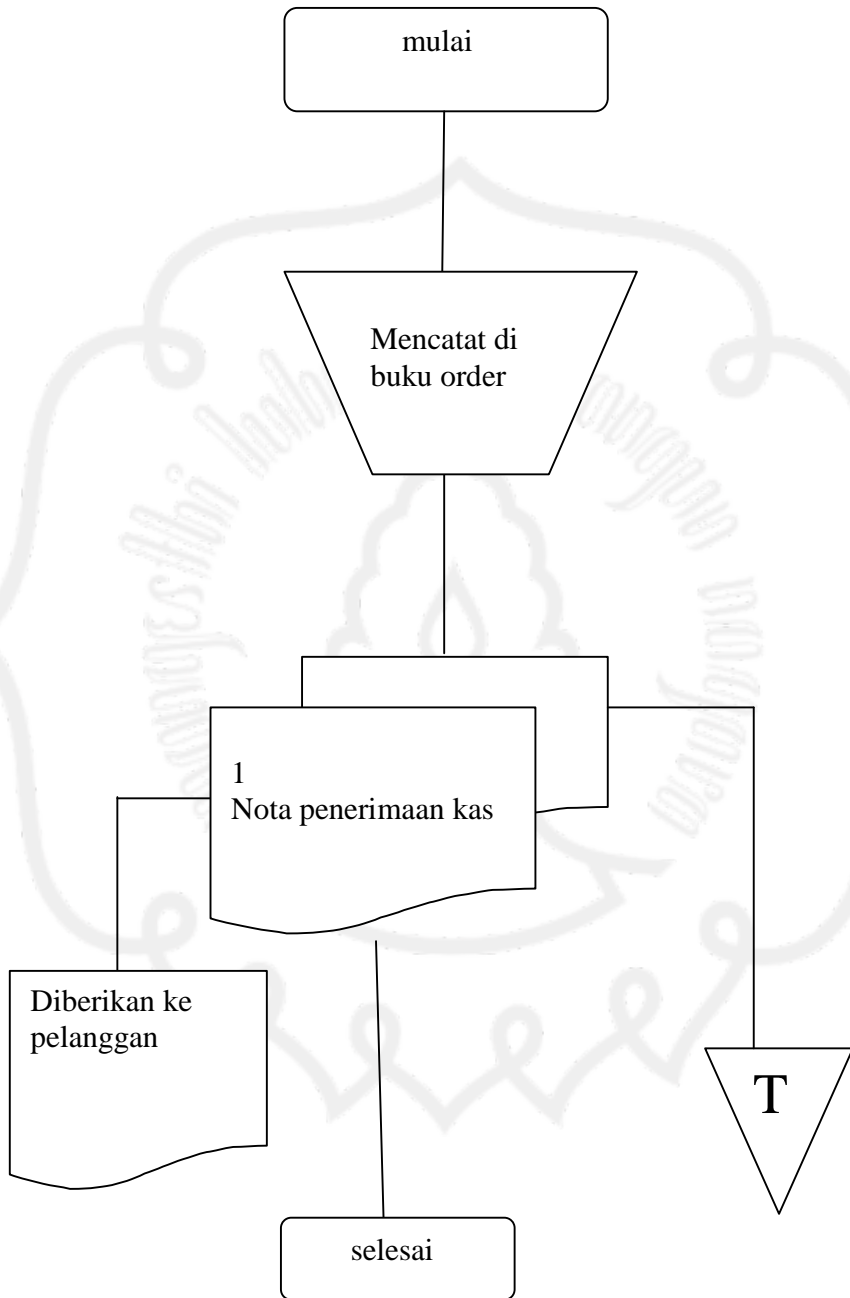 mulai
Mencatat di
buku order
1
Nota penerimaan kas
Diberikan ke
pelanggan
T
selesai